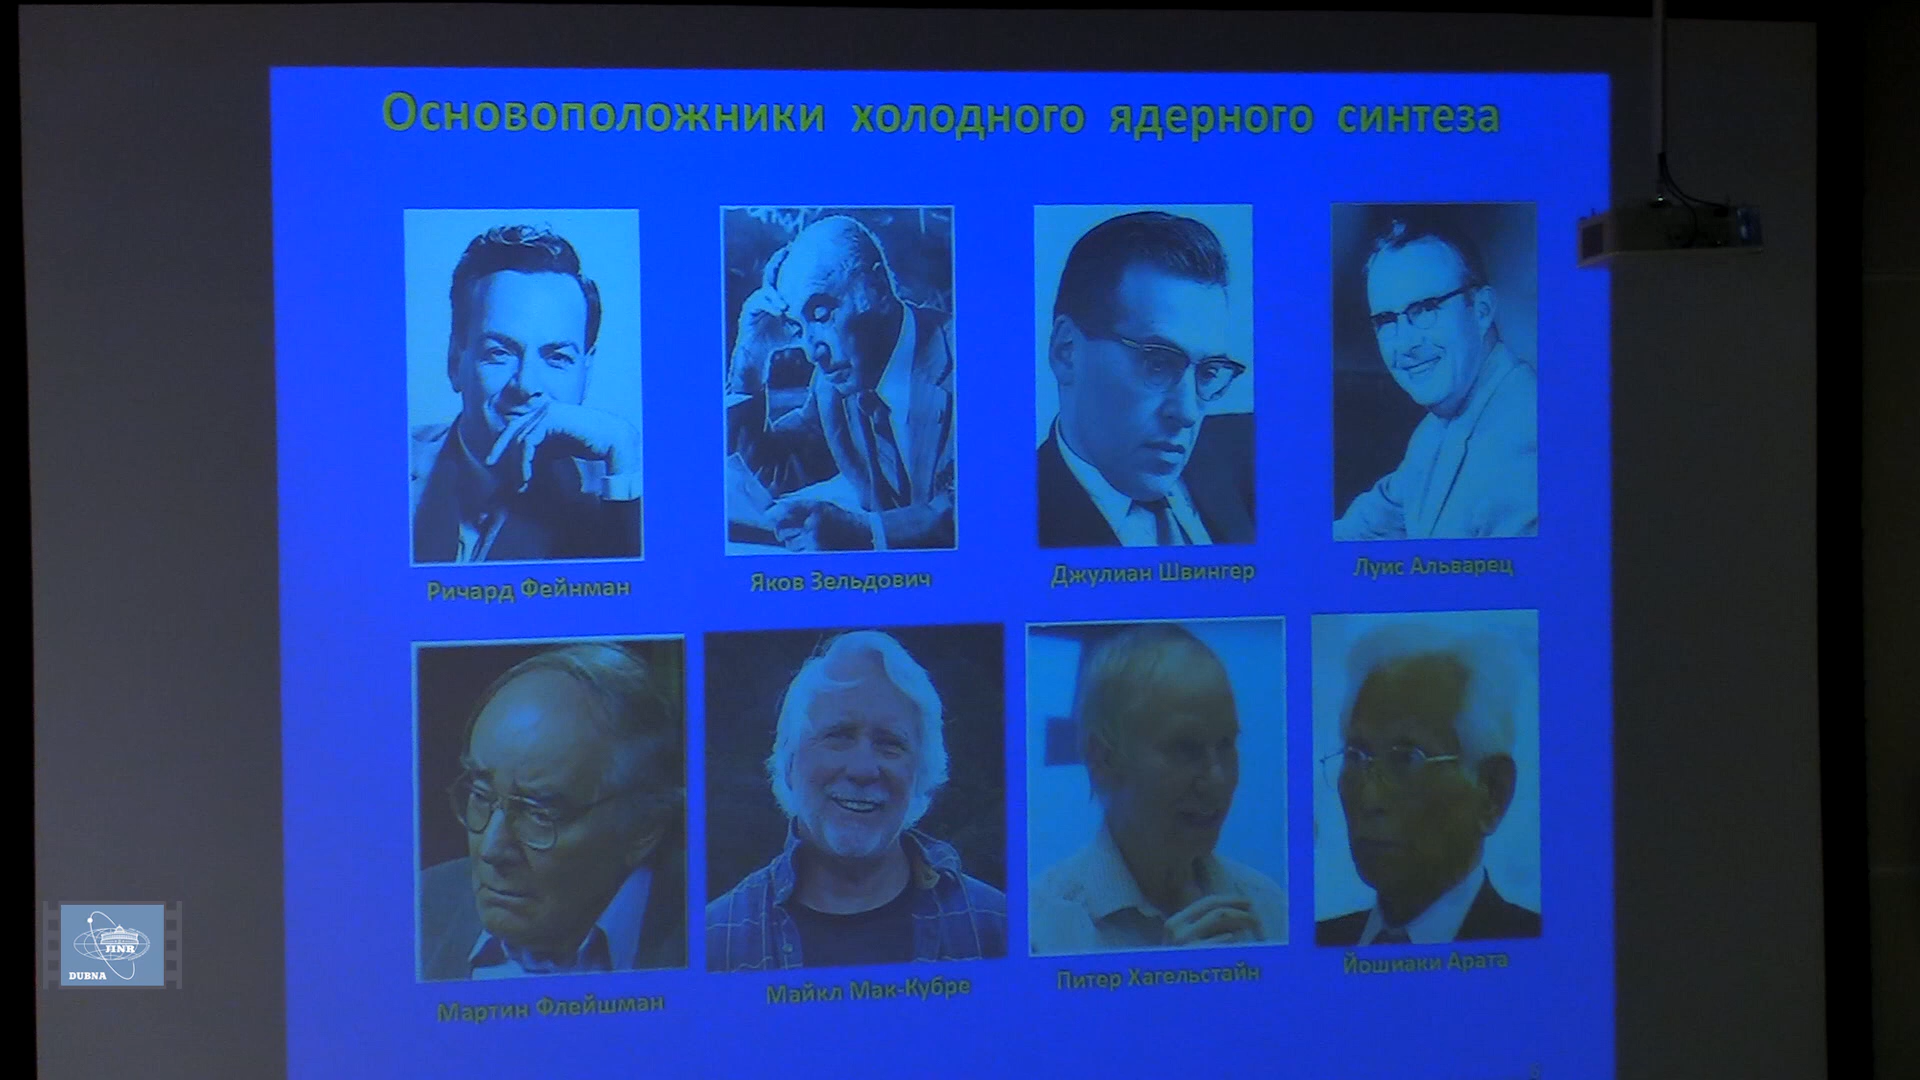 Основоположники холодного ядерного синтеза
Ричард Фейнман
Яков Зельдович
Джулиан Швингер
Луис Альварец
Мартин Флейшман
Майкл Мак-Кубре
Питер Хагельстайн
Йошиаки Арата
JINR
DUBNA